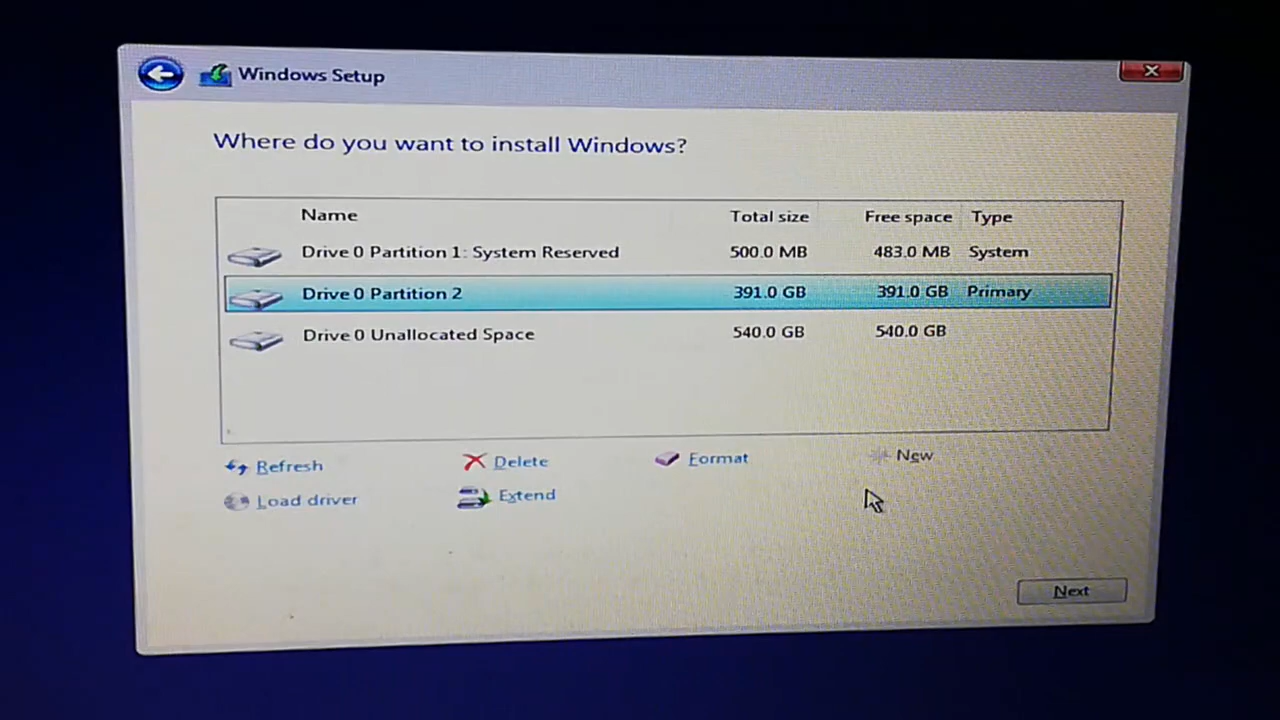 Windows Setup
Where do you want to install Windows?
Name Total size Free space Type
Drive 0 Partition 1: System Reserved 500.0 MB 483.0 MB System
Drive 0 Partition 2 391.0 GB 391.0 GB Primary
Drive 0 Unallocated Space 540.0 GB 540.0 GB
Refresh Delete Format New
Load driver Extend
Next